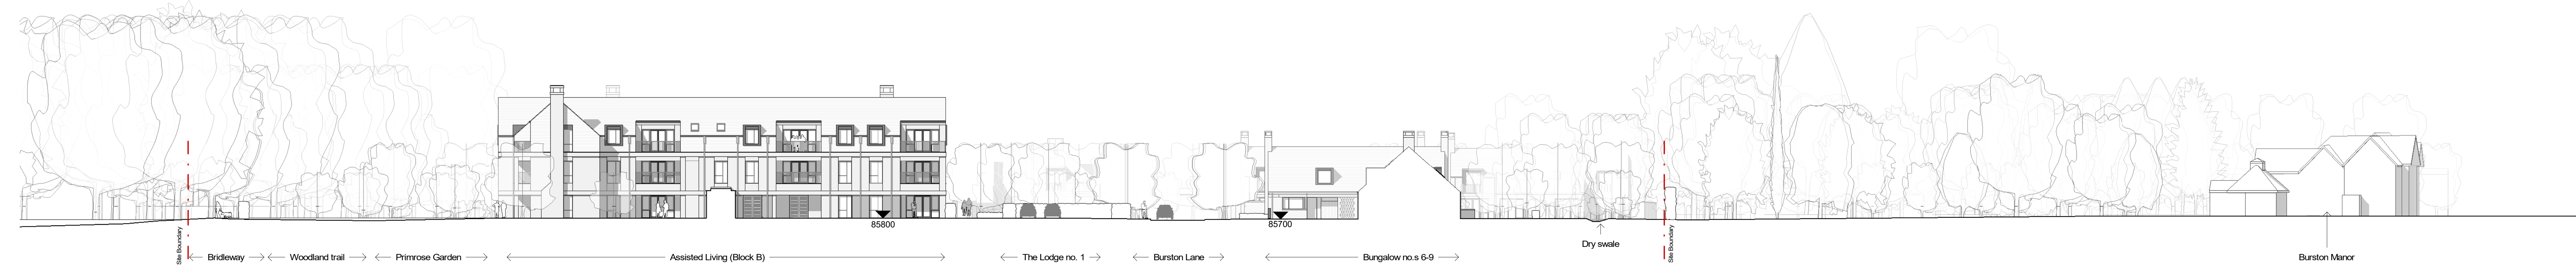 85800
85700
Site Boundary
Site Boundary
Dry swale
Bridleway
Woodland trail
Primrose Garden
Assisted Living (Block B)
The Lodge no. 1
Burston Lane
Bungalow no.s 6-9
Burston Manor